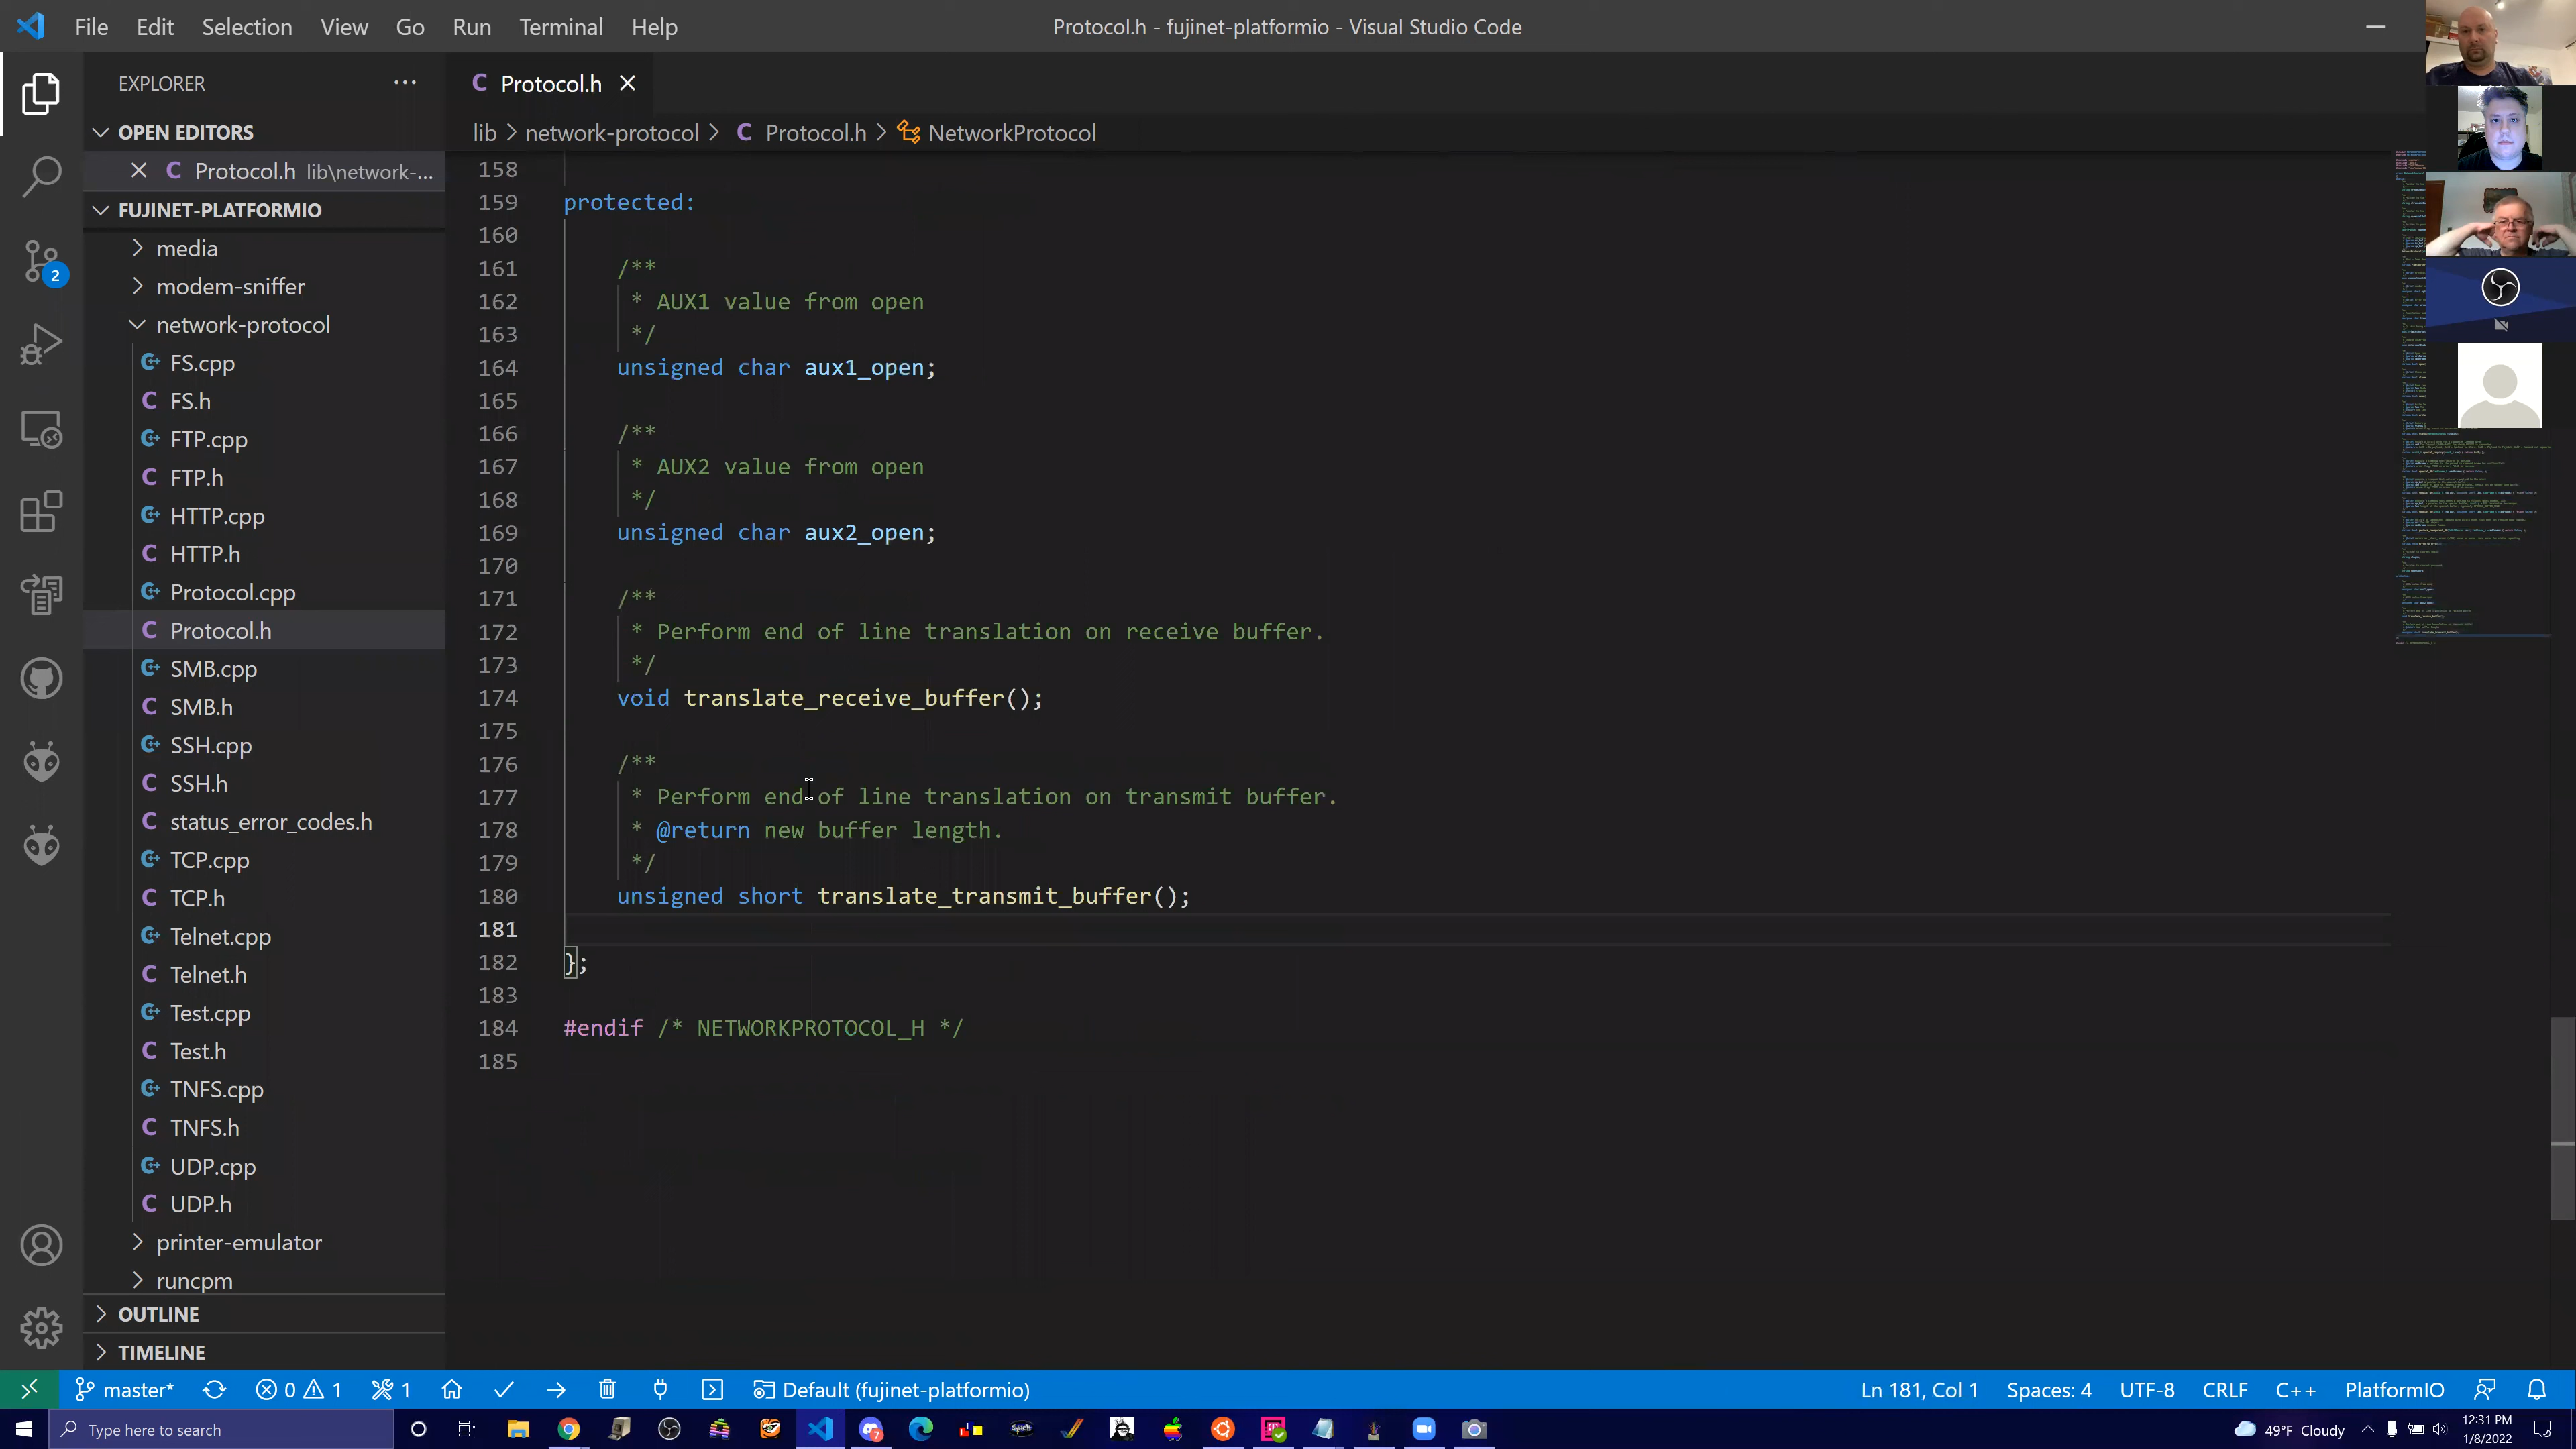 File Edit Selection View Go Run Terminal Help
Protocol.h - fujinet-platformio - Visual Studio Code
EXPLORER
Protocol.h
OPEN EDITORS
lib > network-protocol > C Protocol.h > NetworkProtocol
C Protocol.h lib\network-...
FUJINET-PLATFORMIO
media
modem-sniffer
network-protocol
FS.cpp
C FS.h
FTP.cpp
C FTP.h
HTTP.cpp
C HTTP.h
Protocol.cpp
C Protocol.h
SMB.cpp
C SMB.h
SSH.cpp
C SSH.h
C status_error_codes.h
TCP.cpp
C TCP.h
Telnet.cpp
C Telnet.h
Test.cpp
C Test.h
TNFS.cpp
C TNFS.h
UDP.cpp
C UDP.h
printer-emulator
runcpm
OUTLINE
TIMELINE
2
158
159 protected:
160
161 /**
162 * AUX1 value from open
163 */
164 unsigned char aux1_open;
165
166 /**
167 * AUX2 value from open
168 */
169 unsigned char aux2_open;
170
171 /**
172 * Perform end of line translation on receive buffer.
173 */
174 void translate_receive_buffer();
175
176 /**
177 * Perform end of line translation on transmit buffer.
178 * @return new buffer length.
179 */
180 unsigned short translate_transmit_buffer();
181
182 };
183
184 #endif /* NETWORKPROTOCOL_H */
185
master* 0 1 1 Default (fujinet-platformio) Ln 181, Col 1 Spaces: 4 UTF-8 CRLF C++ PlatformIO
Type here to search
49°F Cloudy
12:31 PM
1/8/2022